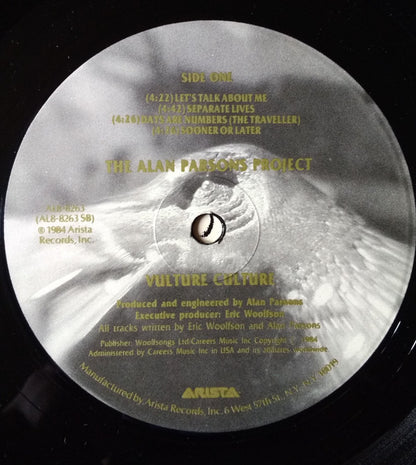 SIDE ONE
(4:22) LET'S TALK ABOUT ME
(4:42) SEPARATE LIVES
(4:26) DAYS ARE NUMBERS (THE TRAVELLER)
SOONER OR LATER
THE ALAN PARSONS PROJECT
AL8-8263
(AL8-8263 SB)
℗ 1984 Arista
Records, Inc.
VULTURE CULTURE
Produced and engineered by Alan Parsons
Executive producer: Eric Woolfson
All tracks written by Eric Woolfson and Alan Parsons
Publisher: Woolfsongs Ltd/Careers Music Inc Copyright © 1984
Administered by Careers Music Inc in USA and its affiliates worldwide
ARISTA
Manufactured by Arista Records, Inc. 6 West 57th St. N.Y., N.Y. 10019